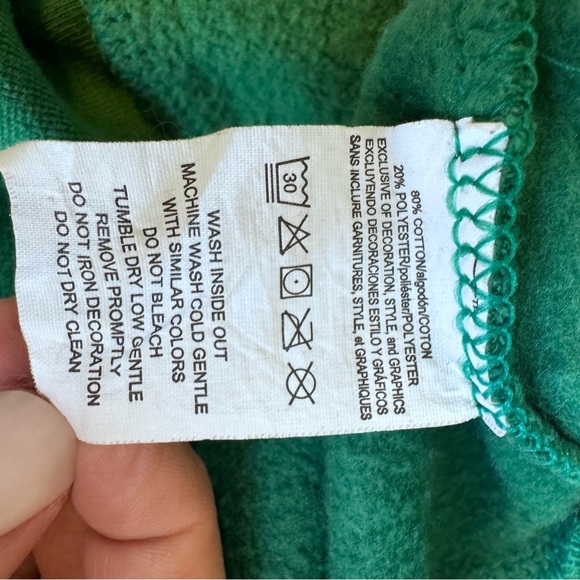 80% COTTON/algodón/COTON
20% POLYESTER/poliéster/POLYESTER
EXCLUSIVE OF DECORATION, STYLE, and GRAPHICS
EXCLUYENDO DECORACIONES ESTILO Y GRÁFICOS
SANS INCLURE GARNITURES, STYLE, et GRAPHIQUES
30
WASH INSIDE OUT
MACHINE WASH COLD GENTLE
WITH SIMILAR COLORS
DO NOT BLEACH
TUMBLE DRY LOW GENTLE
REMOVE PROMPTLY
DO NOT IRON DECORATION
DO NOT DRY CLEAN